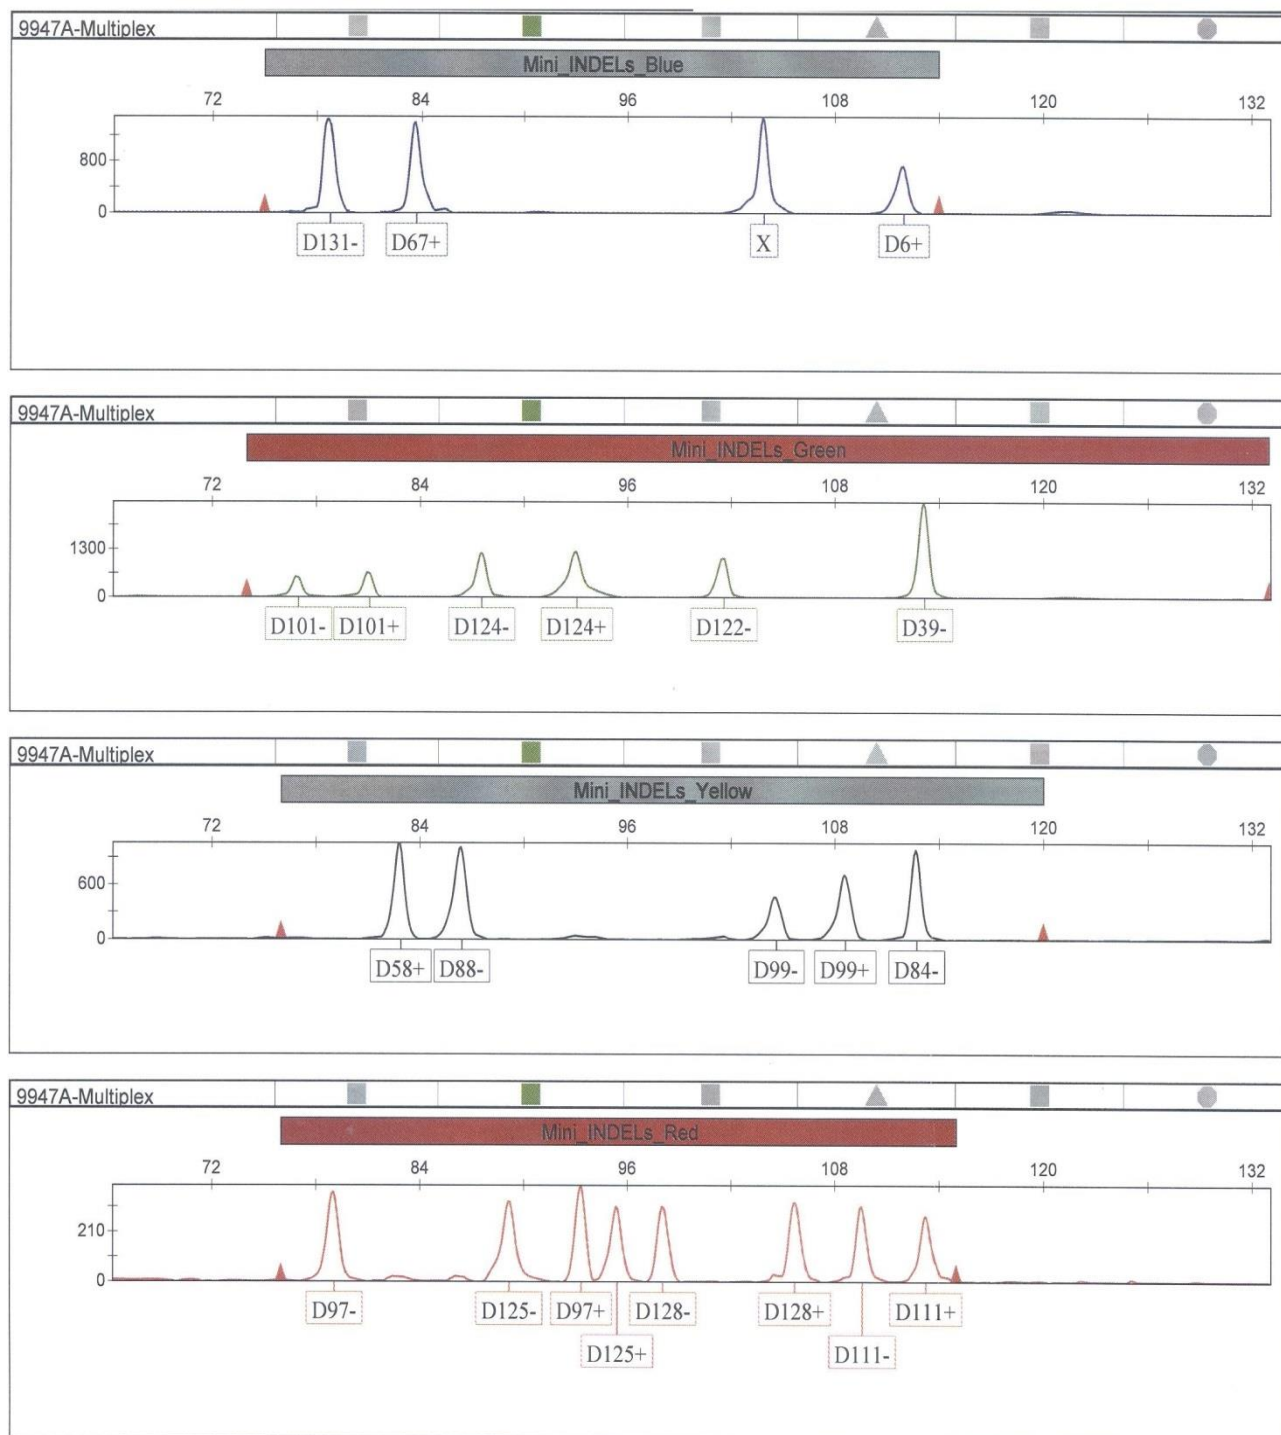 9947A-Multiplex
Mini_INDELs_Blue
72 84 96 108 120 132
800
0
D131- D67+ X D6+
9947A-Multiplex
Mini_INDELs_Green
72 84 96 108 120 132
1300
0
D101- D101+ D124- D124+ D122- D39-
9947A-Multiplex
Mini_INDELs_Yellow
72 84 96 108 120 132
600
0
D58+ D88- D99- D99+ D84-
9947A-Multiplex
Mini_INDELs_Red
72 84 96 108 120 132
210
0
D97- D125- D97+ D128- D128+ D111+
D125+ D111-